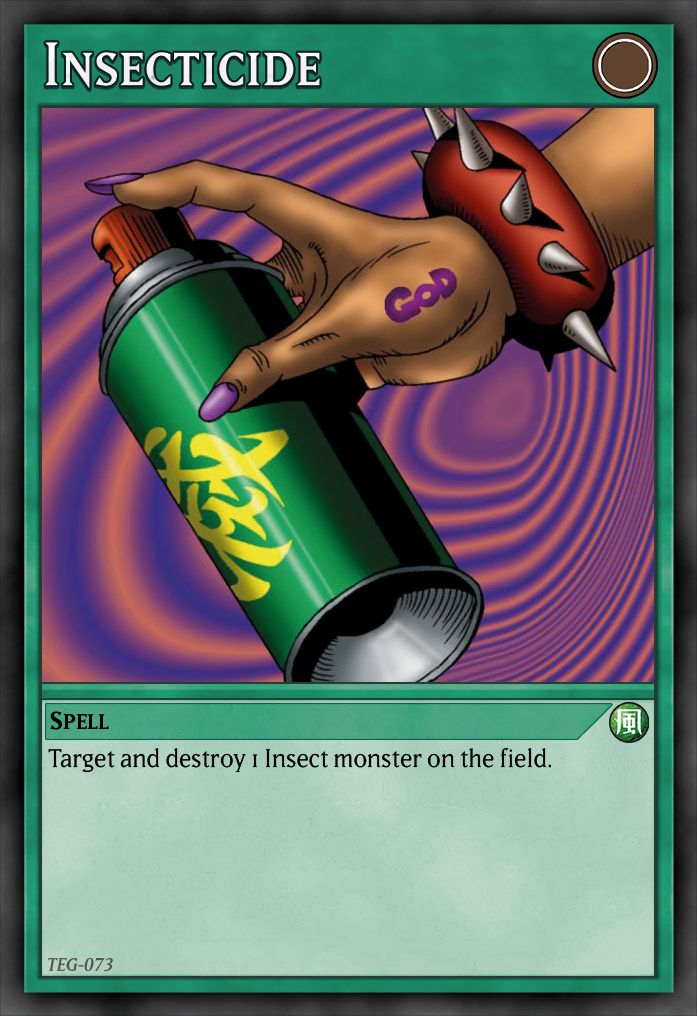 INSECTICIDE
GOD
SPELL
風
Target and destroy 1 Insect monster on the field.
TEG-073